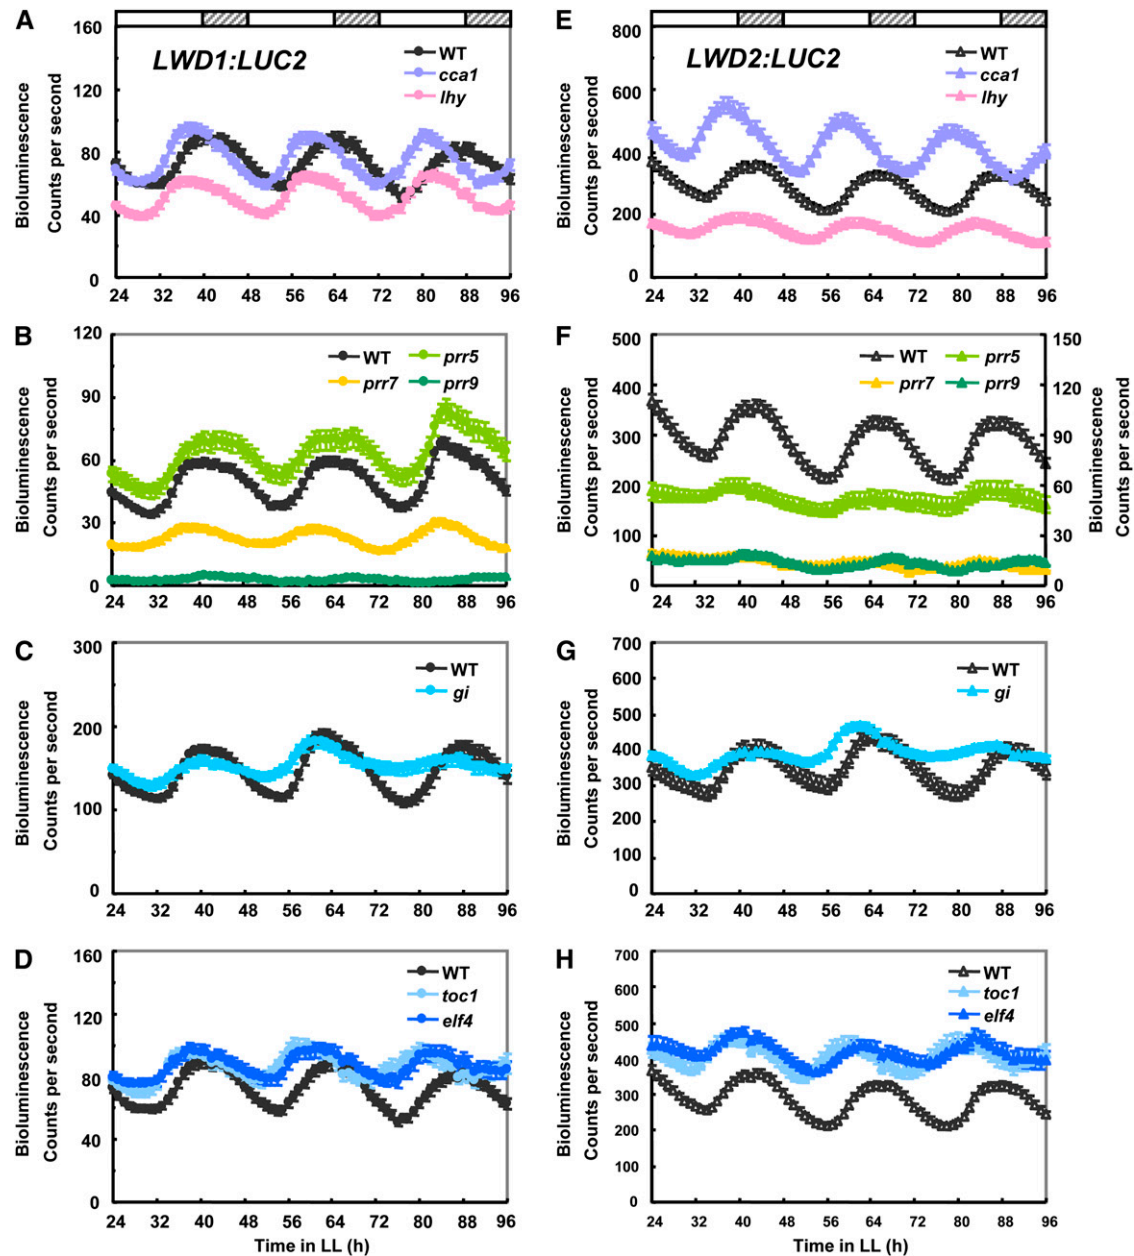 A
LWD1:LUC2
WT
cca1
lhy
160
120
80
40
0
24 32 40 48 56 64 72 80 88 96
Bioluminescence
Counts per second
E
LWD2:LUC2
WT
cca1
lhy
800
600
400
200
0
24 32 40 48 56 64 72 80 88 96
Bioluminescence
Counts per second
B
WT prr5
prr7 prr9
120
90
60
30
0
24 32 40 48 56 64 72 80 88 96
Bioluminescence
Counts per second
F
WT prr5
prr7 prr9
500
400
300
200
100
0
150
120
90
60
30
0
24 32 40 48 56 64 72 80 88 96
Bioluminescence
Counts per second
Bioluminescence
Counts per second
C
WT
gi
300
200
100
0
24 32 40 48 56 64 72 80 88 96
Bioluminescence
Counts per second
G
WT
gi
700
600
500
400
300
200
100
0
24 32 40 48 56 64 72 80 88 96
Bioluminescence
Counts per second
D
WT
toc1
elf4
160
120
80
40
0
24 32 40 48 56 64 72 80 88 96
Bioluminescence
Counts per second
Time in LL (h)
H
WT
toc1
elf4
700
600
500
400
300
200
100
0
24 32 40 48 56 64 72 80 88 96
Bioluminescence
Counts per second
Time in LL (h)